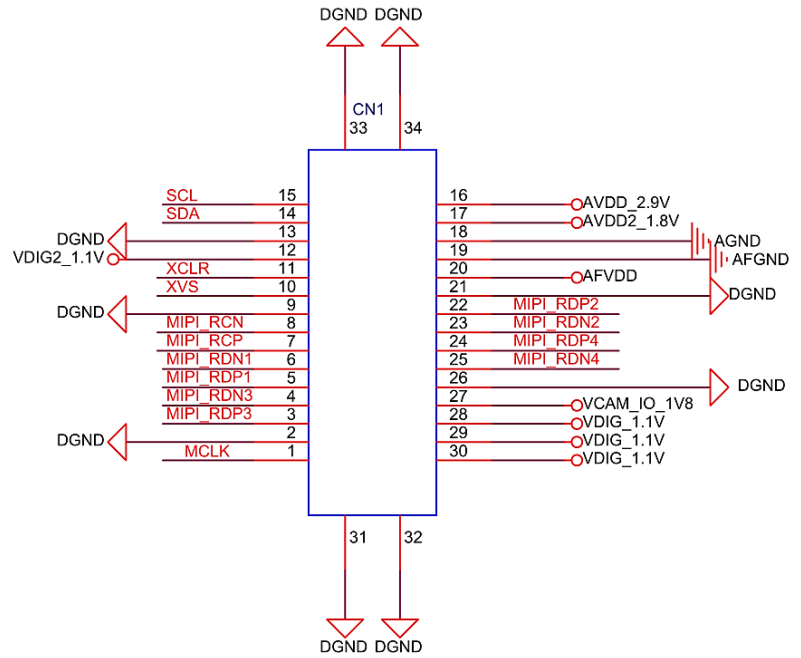 DGND DGND
CN1
33 34
SCL 15 16 AVDD_2.9V
SDA 14 17 AVDD2_1.8V
DGND 13 18 AGND
VDIG2_1.1V 12 19 AFGND
XCLR 11 20 AFVDD
XVS 10 21 DGND
DGND 9 22 MIPI_RDP2
MIPI_RCN 8 23 MIPI_RDN2
MIPI_RCP 7 24 MIPI_RDP4
MIPI_RDN1 6 25 MIPI_RDN4
MIPI_RDP1 5 26 DGND
MIPI_RDN3 4 27 VCAM_IO_1V8
MIPI_RDP3 3 28 VDIG_1.1V
DGND 2 29 VDIG_1.1V
MCLK 1 30 VDIG_1.1V
31 32
DGND DGND